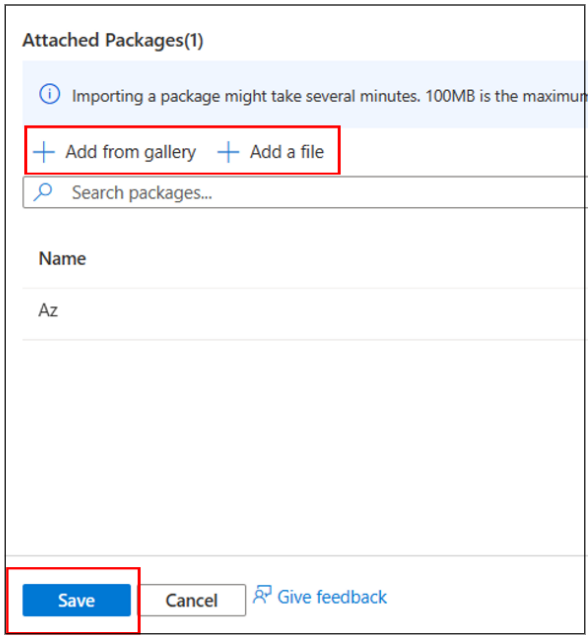 Attached Packages(1)
Importing a package might take several minutes. 100MB is the maximum
Add from gallery Add a file
Search packages...
Name
Az
Save Cancel Give feedback